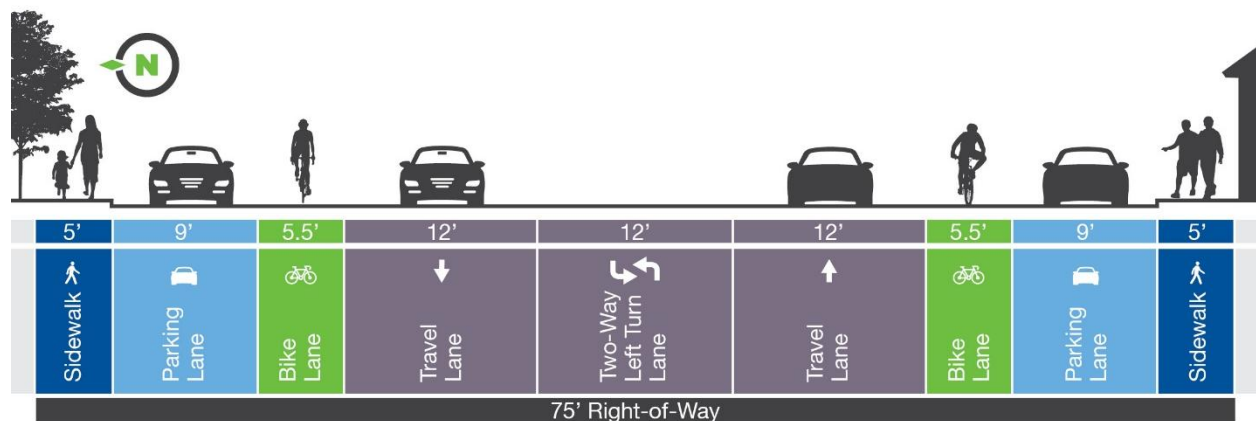 N
5' 9' 5.5' 12' 12' 12' 5.5' 9' 5'
Sidewalk
Parking
Lane
Bike
Lane
Travel
Lane
Two-Way
Left Turn
Lane
Travel
Lane
Bike
Lane
Parking
Lane
Sidewalk
75' Right-of-Way